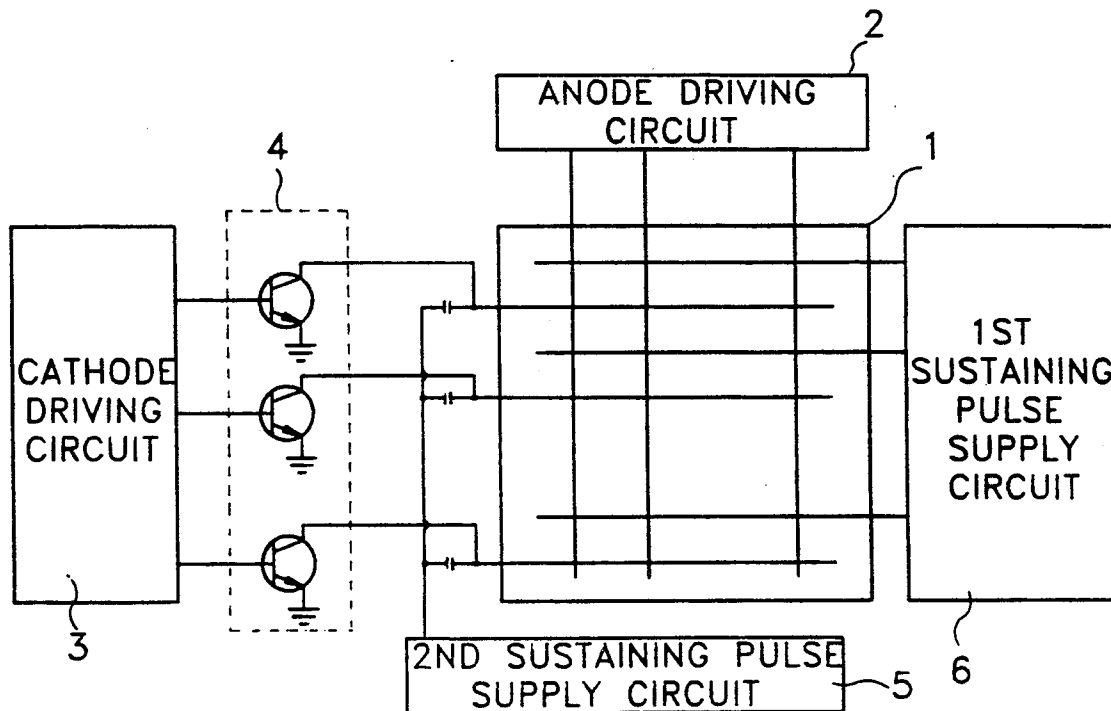 2
ANODE DRIVING
CIRCUIT
1
4
CATHODE
DRIVING
CIRCUIT
1ST
SUSTAINING
PULSE
SUPPLY
CIRCUIT
3
6
2ND SUSTAINING PULSE
SUPPLY CIRCUIT
5